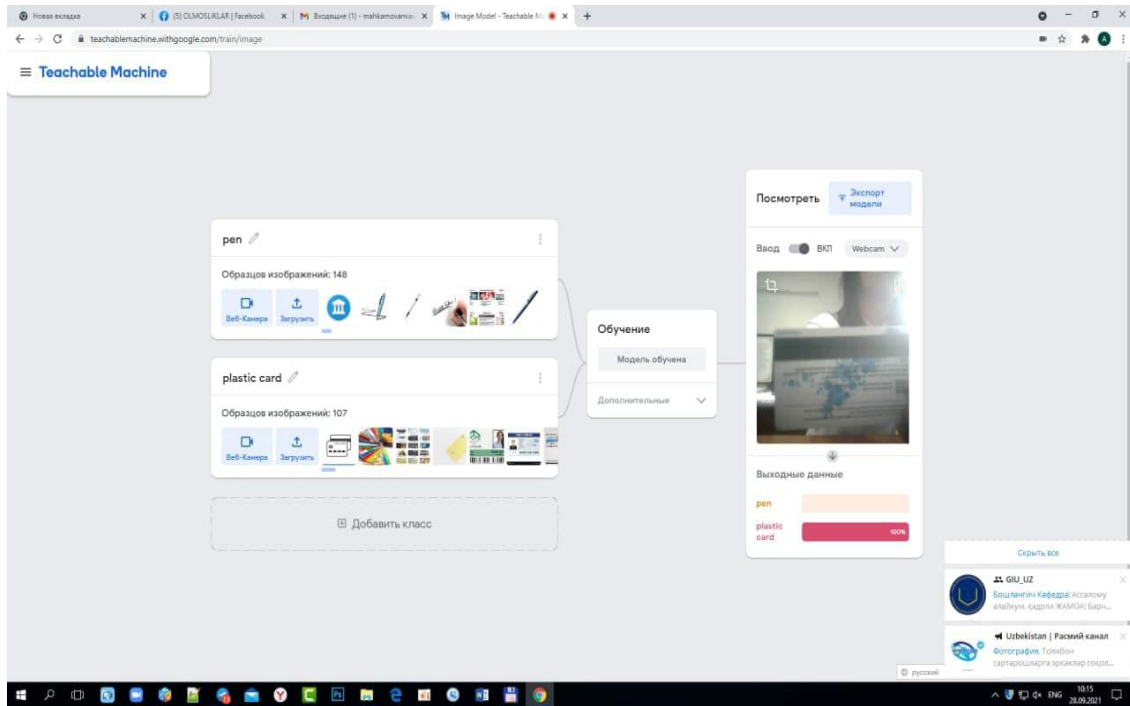 Новая вкладка
(5) OLMOSLIKLAR | Facebook
Входящие (1) - mahkamovamax
Image Model - Teachable Ma
teachablemachine.withgoogle.com/train/image
Teachable Machine
pen
Образцов изображений: 148
Веб-Камера
Загрузить
plastic card
Образцов изображений: 107
Веб-Камера
Загрузить
Добавить класс
Обучение
Модель обучена
Дополнительные
Посмотреть
Экспорт
модели
Ввод
ВКЛ
Webcam
Выходные данные
pen
plastic
card
100%
Скрыть все
GIU_UZ
Бошлангич Кафедра: Ассалому
алайкум, қадрли ЖАМОА! Барч...
Uzbekistan | Расмий канал
Фотография,
сартарошларга эркаклар соқол...
русский
ENG
10:15
28.09.2021